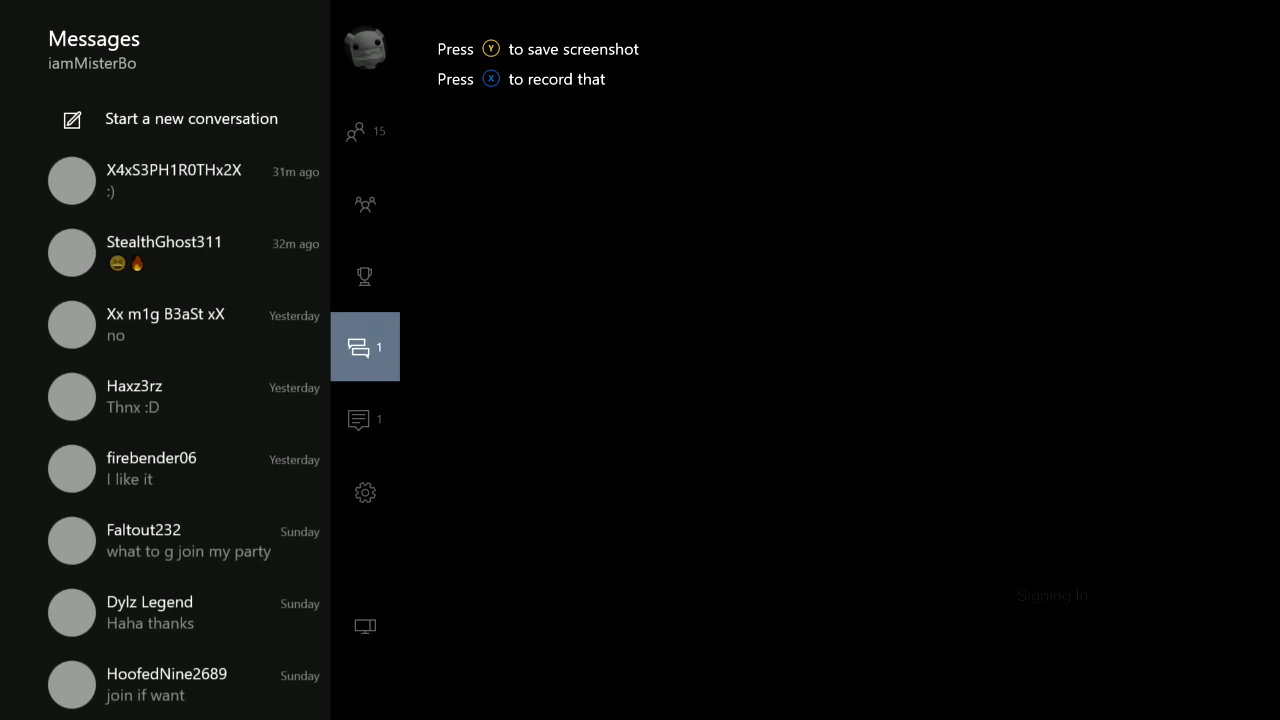 Messages
iamMisterBo
Start a new conversation
X4xS3PH1R0THx2X 31m ago
:)
StealthGhost311 32m ago
😆🔥
Xx m1g B3aSt xX Yesterday
no
Haxz3rz Yesterday
Thnx :D
firebender06 Yesterday
I like it
Faltout232 Sunday
what to g join my party
Dylz Legend Sunday
Haha thanks
HoofedNine2689 Sunday
join if want
15
1
1
Press Y to save screenshot
Press X to record that
Signing In